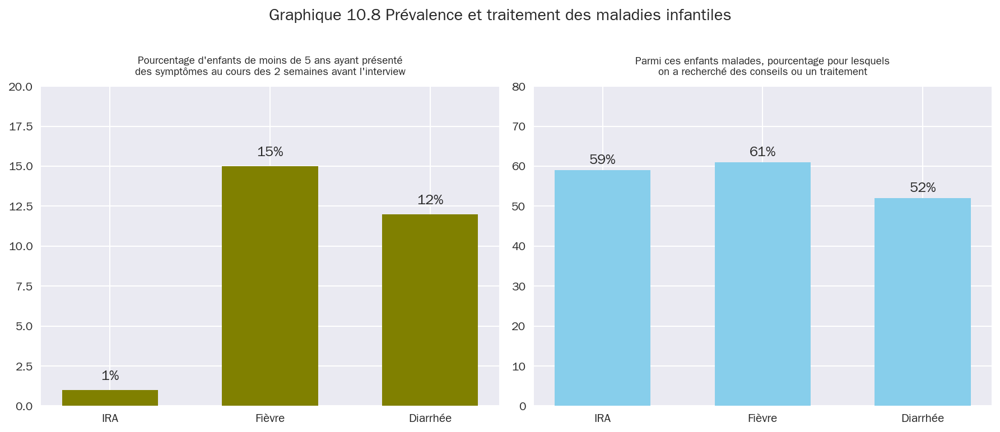 Graphique 10.8 Prévalence et traitement des maladies infantiles
Pourcentage d'enfants de moins de 5 ans ayant présenté
des symptômes au cours des 2 semaines avant l'interview
20.0
17.5
15.0
12.5
10.0
7.5
5.0
2.5
0.0
1%
15%
12%
IRA
Fièvre
Diarrhée
Parmi ces enfants malades, pourcentage pour lesquels
on a recherché des conseils ou un traitement
80
70
60
50
40
30
20
10
0
59%
61%
52%
IRA
Fièvre
Diarrhée